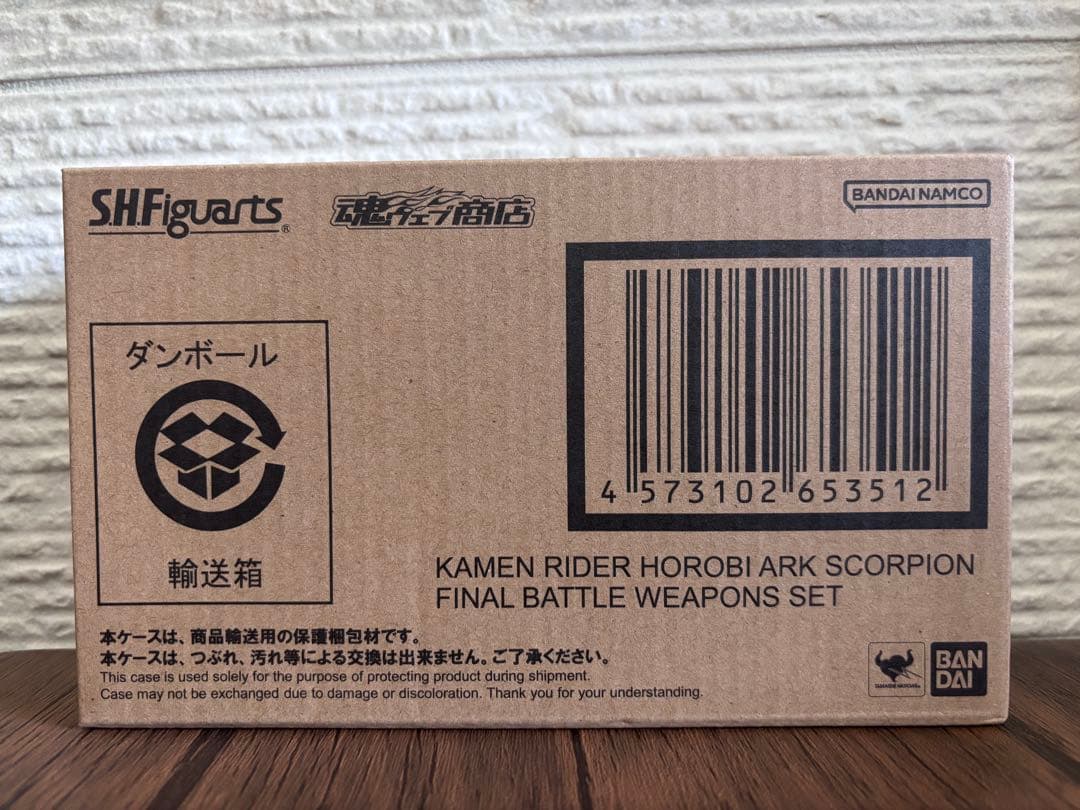 S.H.Figuarts®
魂ウェブ商店
BANDAI NAMCO
ダンボール
輸送箱
4 573102 653512
KAMEN RIDER HOROBI ARK SCORPION
FINAL BATTLE WEAPONS SET
本ケースは、商品輸送用の保護梱包材です。
本ケースは、つぶれ、汚れ等による交換は出来ません。ご了承ください。
This case is used solely for the purpose of protecting product during shipment.
Case may not be exchanged due to damage or discoloration. Thank you for your understanding.
TAMASHII NATIONS
BAN
DAI